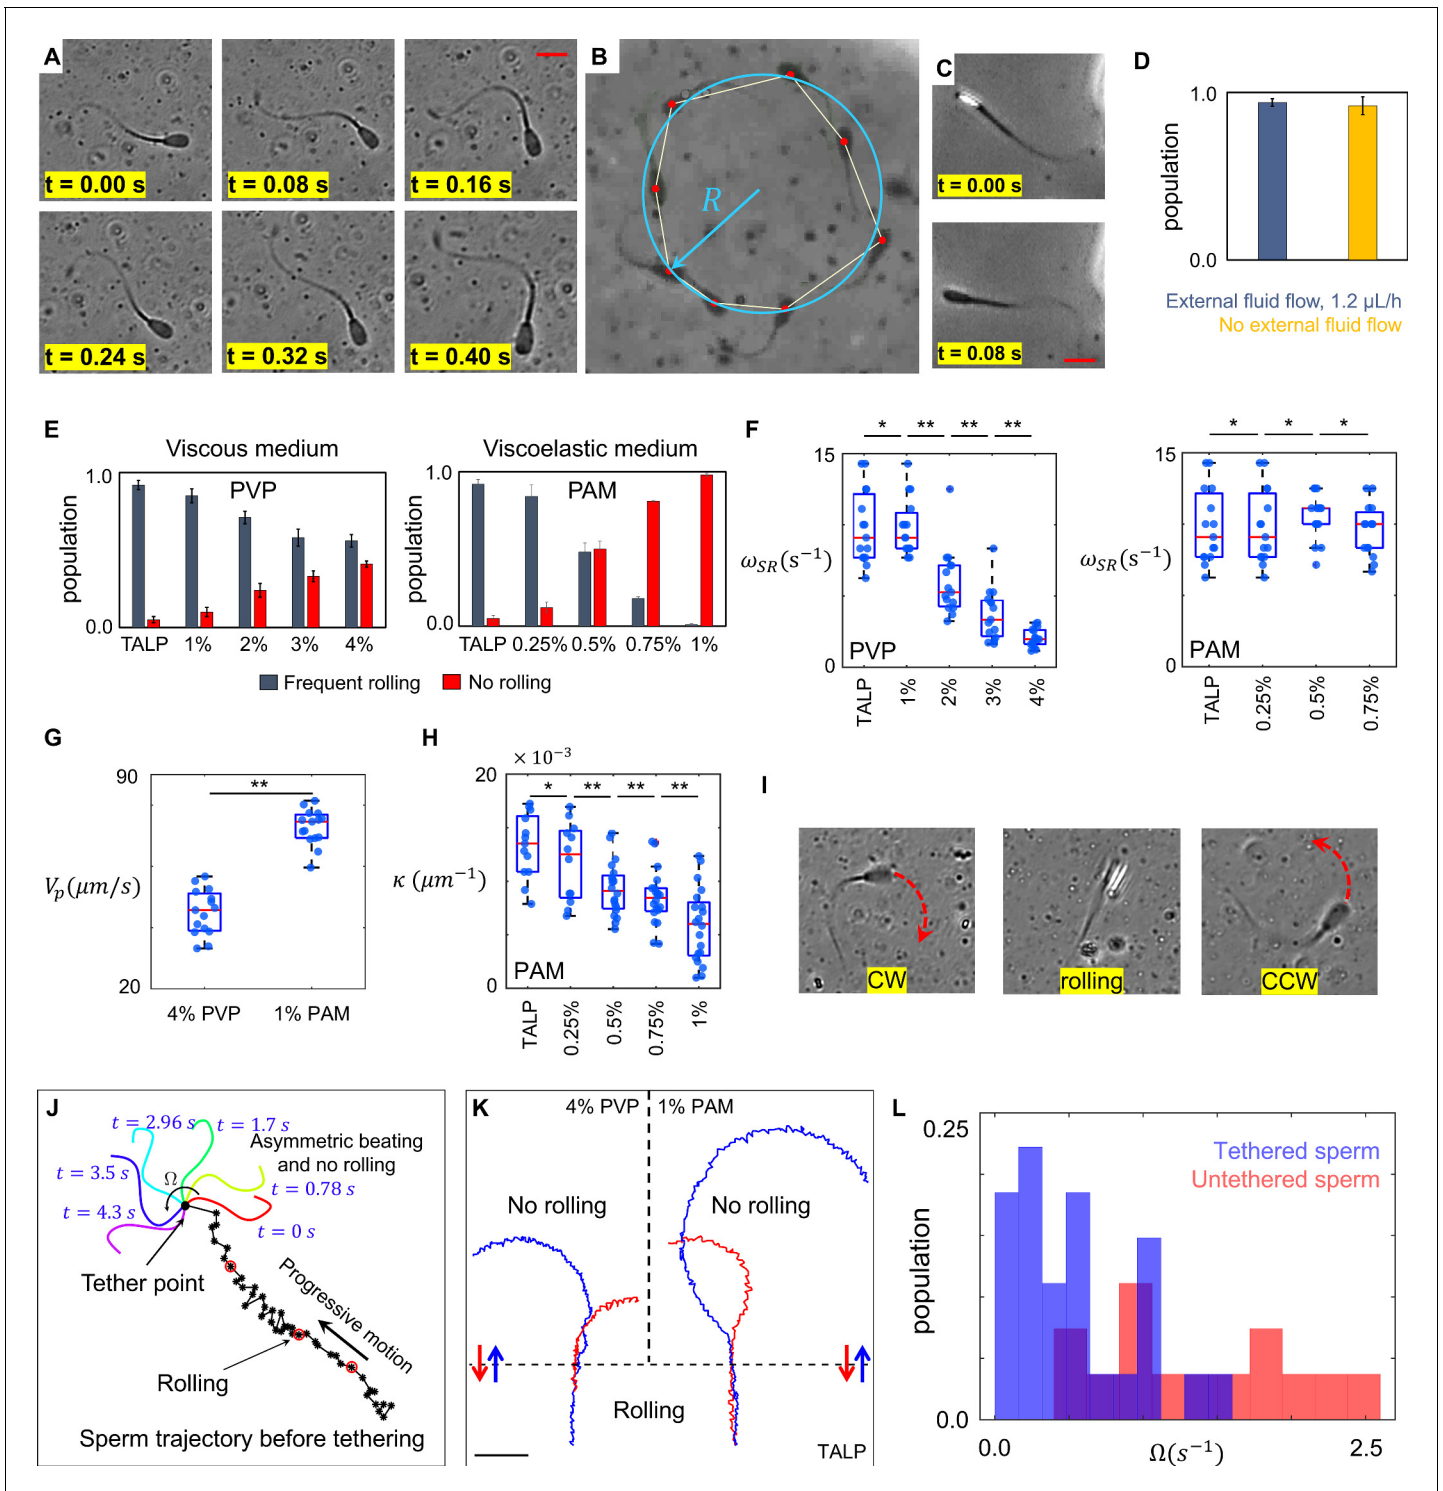 A
t = 0.00 s
t = 0.08 s
t = 0.16 s
t = 0.24 s
t = 0.32 s
t = 0.40 s
B
R
C
t = 0.00 s
t = 0.08 s
D
1.0
population
0.0
External fluid flow, 1.2 µL/h
No external fluid flow
E
Viscous medium
1.0
PVP
population
0.0
TALP 1% 2% 3% 4%
Viscoelastic medium
1.0
PAM
population
0.0
TALP 0.25% 0.5% 0.75% 1%
Frequent rolling
No rolling
F
* ** ** **
15
ω_SR (s⁻¹)
0
PVP
TALP 1% 2% 3% 4%
* * *
15
ω_SR (s⁻¹)
0
PAM
TALP 0.25% 0.5% 0.75%
G
90
**
V_p (μm/s)
20
4% PVP 1% PAM
H
× 10⁻³
20
* ** ** **
κ (μm⁻¹)
0
PAM
TALP 0.25% 0.5% 0.75% 1%
I
CW
rolling
CCW
J
t = 2.96 s
t = 1.7 s
Asymmetric beating
and no rolling
t = 3.5 s
Ω
t = 0.78 s
t = 4.3 s
t = 0 s
Tether point
Progressive motion
Rolling
Sperm trajectory before tethering
K
4% PVP
1% PAM
No rolling
No rolling
Rolling
TALP
L
0.25
Tethered sperm
Untethered sperm
population
0.0
0.0
2.5
Ω(s⁻¹)